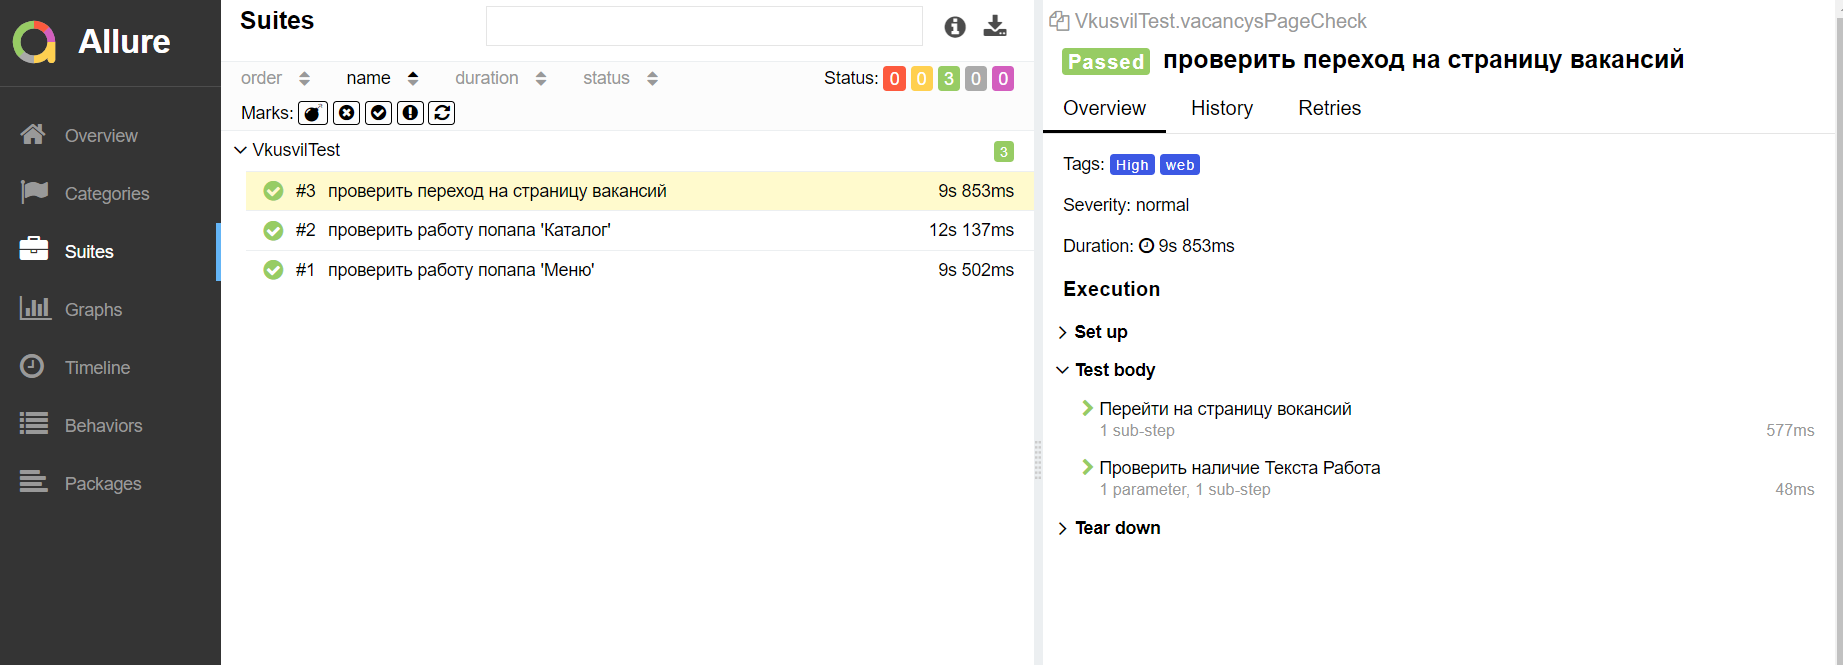 Allure
Overview
Categories
Suites
Graphs
Timeline
Behaviors
Packages
Suites
order name duration status Status: 0 0 3 0 0
Marks:
VkusvilTest 3
#3 проверить переход на страницу вакансий 9s 853ms
#2 проверить работу попапа 'Каталог' 12s 137ms
#1 проверить работу попапа 'Меню' 9s 502ms
VkusvilTest.vacancysPageCheck
Passed проверить переход на страницу вакансий
Overview History Retries
Tags: High web
Severity: normal
Duration: 9s 853ms
Execution
Set up
Test body
Перейти на страницу вокансий
1 sub-step 577ms
Проверить наличие Текста Работа
1 parameter, 1 sub-step 48ms
Tear down